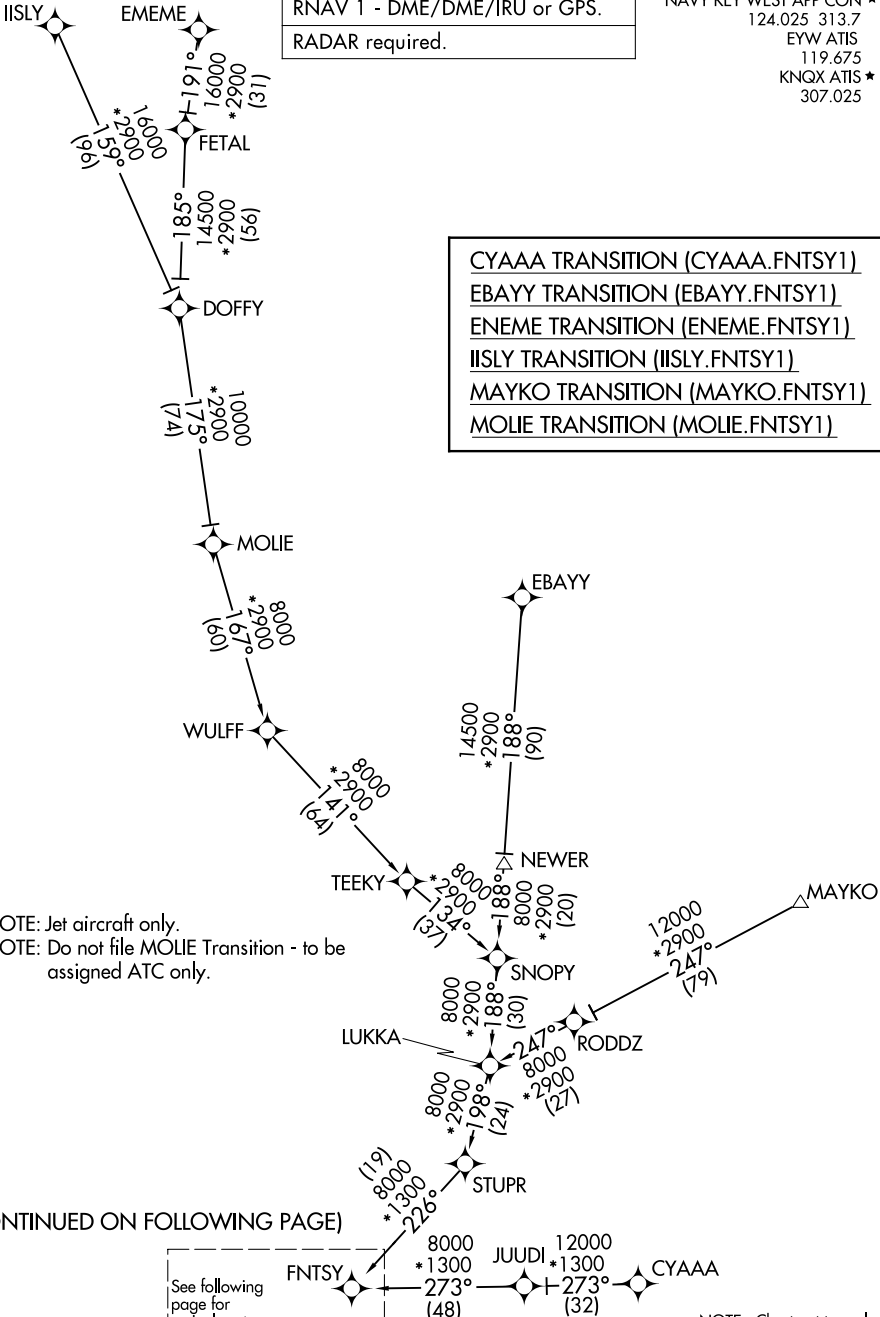 IISLY
EMEME
RNAV 1 - DME/DME/IRU or GPS.
RADAR required.
NAVY KEY WEST APP CON ★
124.025 313.7
EYW ATIS
119.675
KNQX ATIS ★
307.025
191°
16000
*2900
(31)
FETAL
16000
*2900
159°
(96)
185°
14500
*2900
(56)
DOFFY
CYAAA TRANSITION (CYAAA.FNTSY1)
EBAYY TRANSITION (EBAYY.FNTSY1)
ENEME TRANSITION (ENEME.FNTSY1)
IISLY TRANSITION (IISLY.FNTSY1)
MAYKO TRANSITION (MAYKO.FNTSY1)
MOLIE TRANSITION (MOLIE.FNTSY1)
10000
*2900
175°
(74)
MOLIE
8000
*2900
167°
(60)
EBAYY
WULFF
14500
*2900
188°
(90)
8000
*2900
141°
(64)
NEWER
TEEKY
8000
*2900
134°
(37)
188°
8000
*2900
(20)
MAYKO
12000
*2900
247°
(79)
OTE: Jet aircraft only.
OTE: Do not file MOLIE Transition - to be
assigned ATC only.
SNOPY
8000
*2900
188°
(30)
LUKKA
RODDZ
247°
8000
*2900
(27)
8000
*2900
198°
(24)
STUPR
(19)
8000
*1300
226°
NTINUED ON FOLLOWING PAGE)
See following
page for
FNTSY
8000
*1300
273°
(48)
JUUDI
12000
*1300
273°
(32)
CYAAA